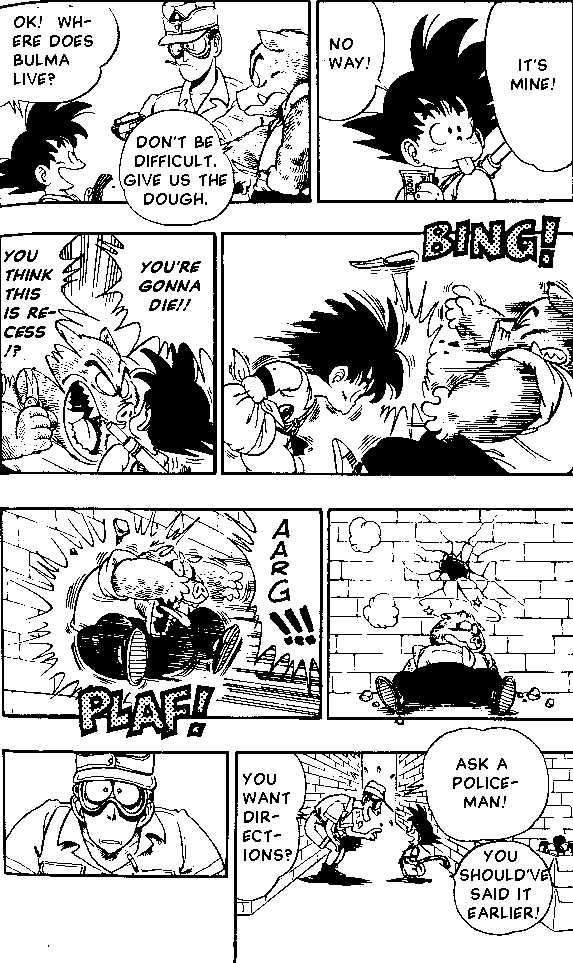 OK! WH-
ERE DOES
BULMA
LIVE?
DON'T BE
DIFFICULT.
GIVE US THE
DOUGH.
NO
WAY!
IT'S
MINE!
YOU
THINK
THIS
IS RE-
CESS
!?
YOU'RE
GONNA
DIE!!
BING!
AARG!!!
PLAF!
YOU
WANT
DIR-
ECT-
IONS?
ASK A
POLICE-
MAN!
YOU
SHOULD'VE
SAID IT
EARLIER!